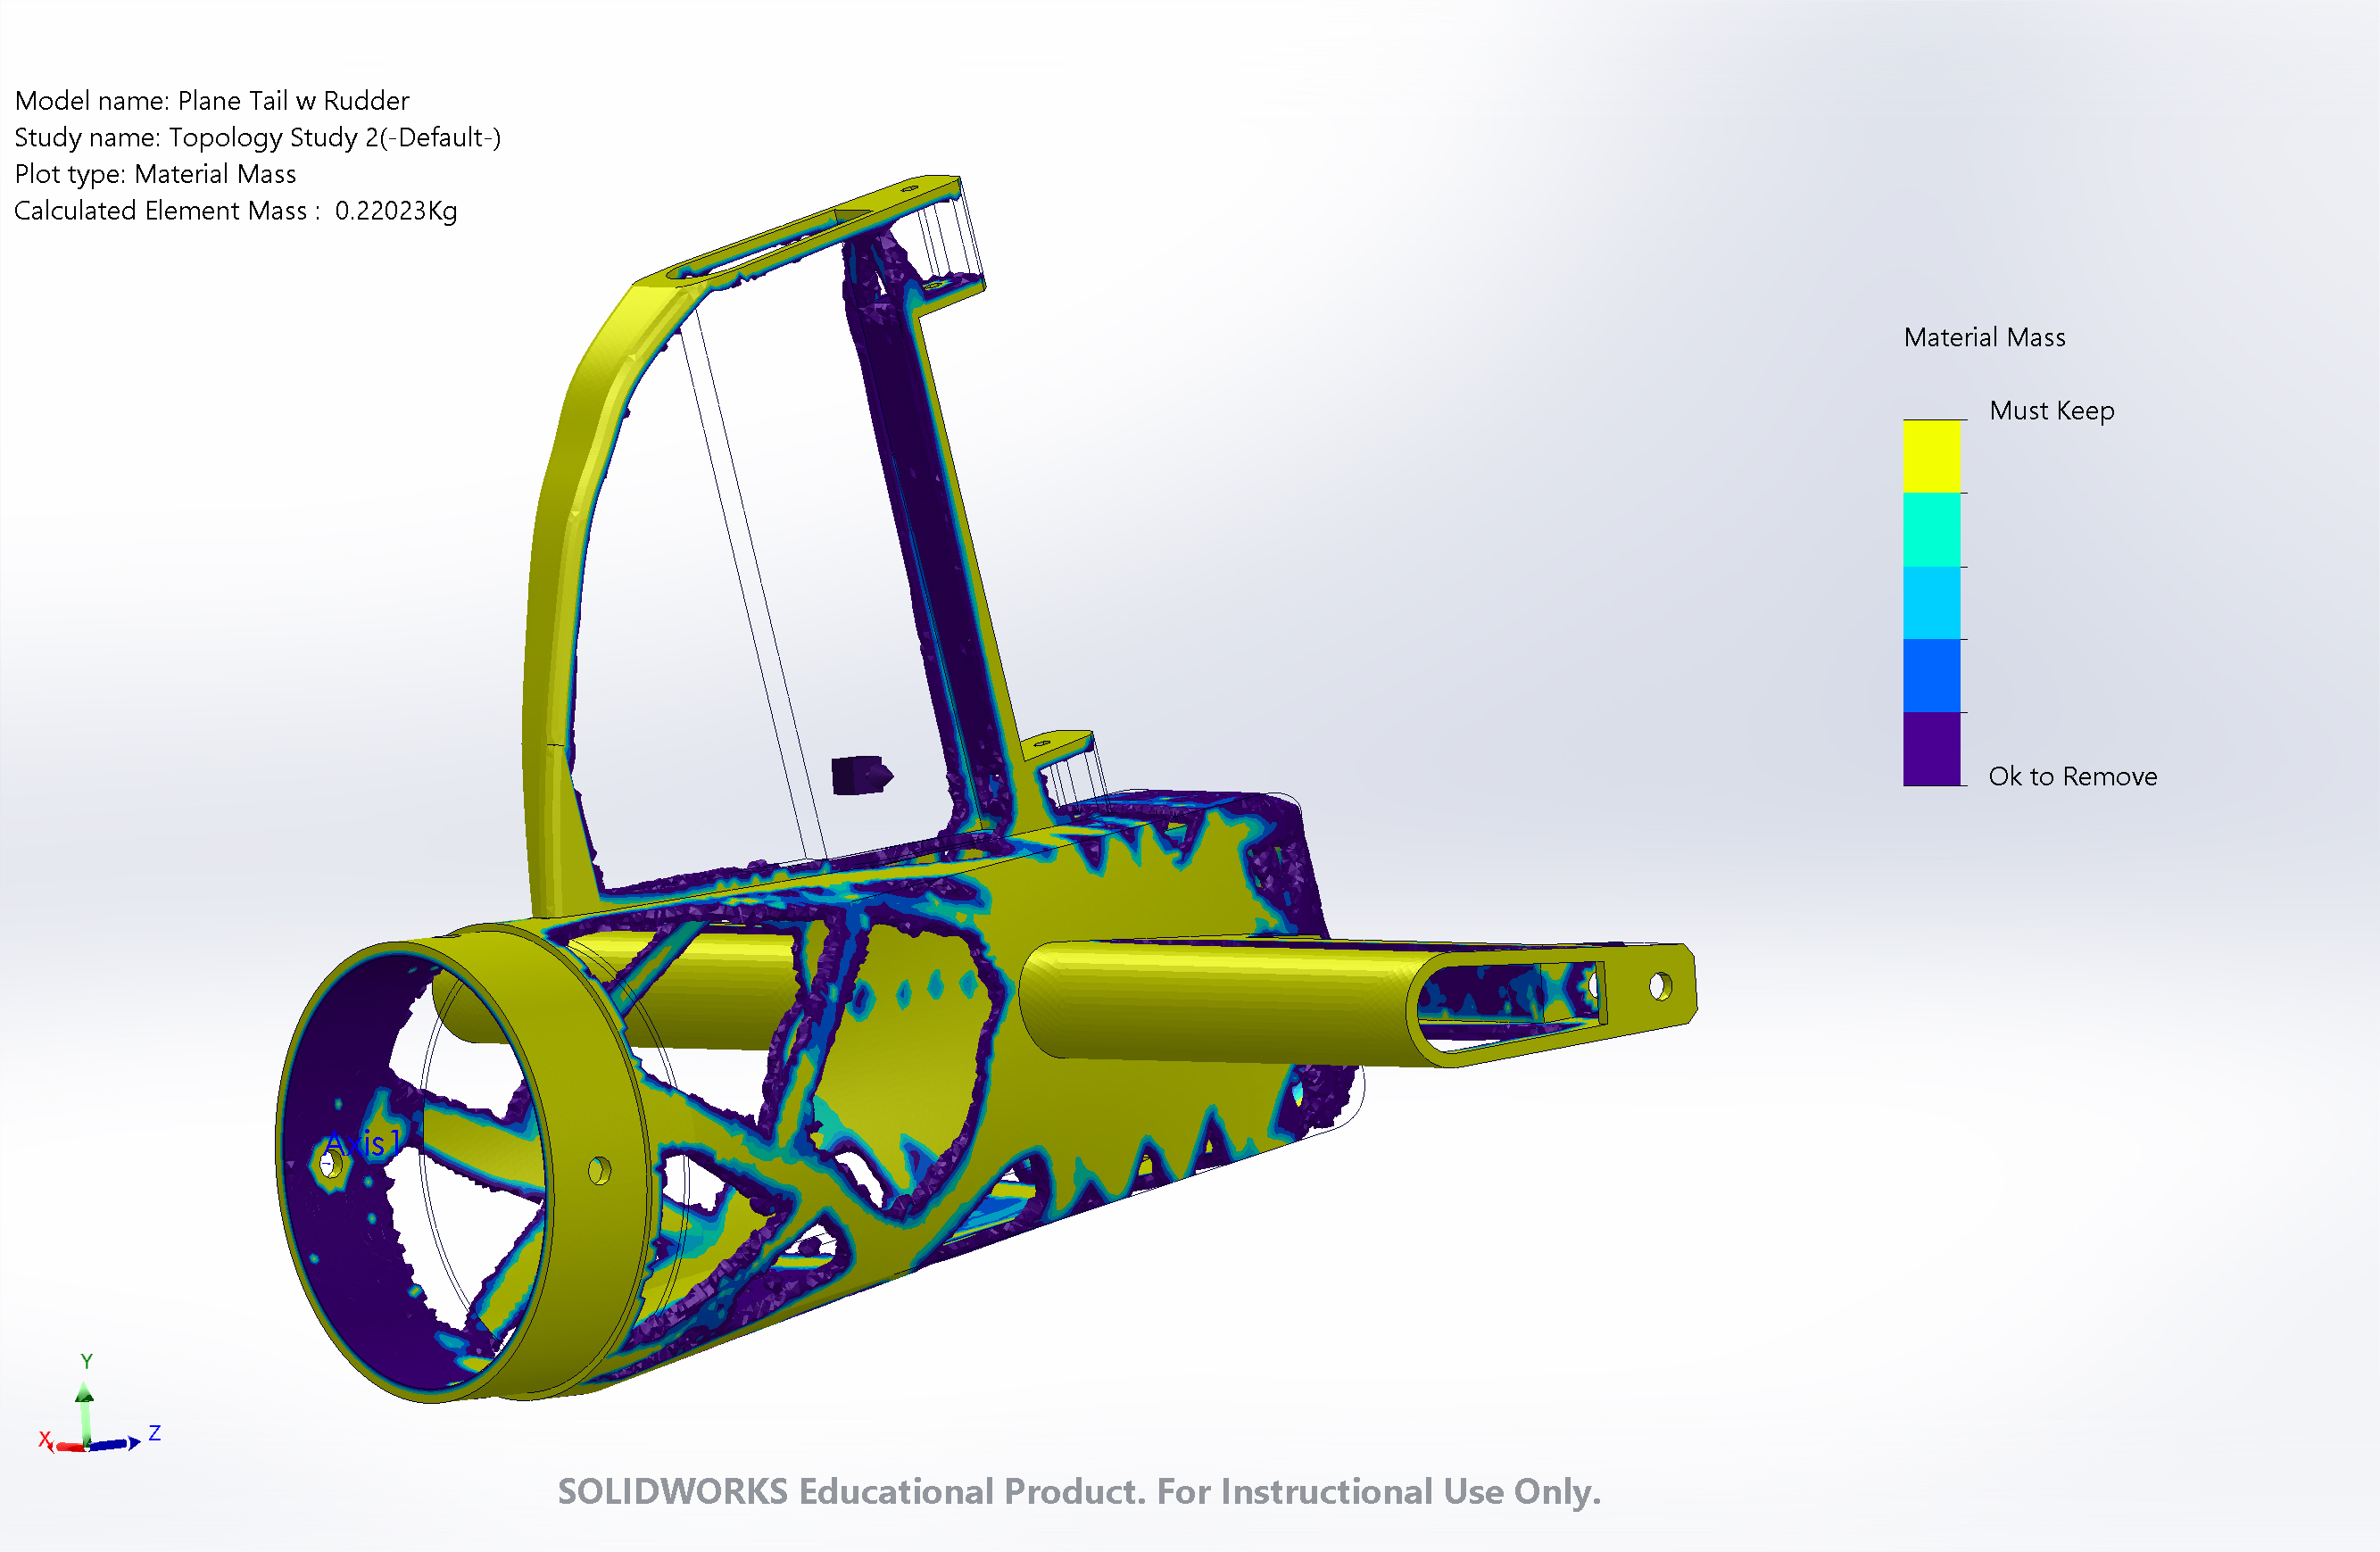 Model name: Plane Tail w Rudder
Study name: Topology Study 2(-Default-)
Plot type: Material Mass
Calculated Element Mass : 0.22023Kg
Material Mass
Must Keep
Ok to Remove
Axis1
Y
X
Z
SOLIDWORKS Educational Product. For Instructional Use Only.